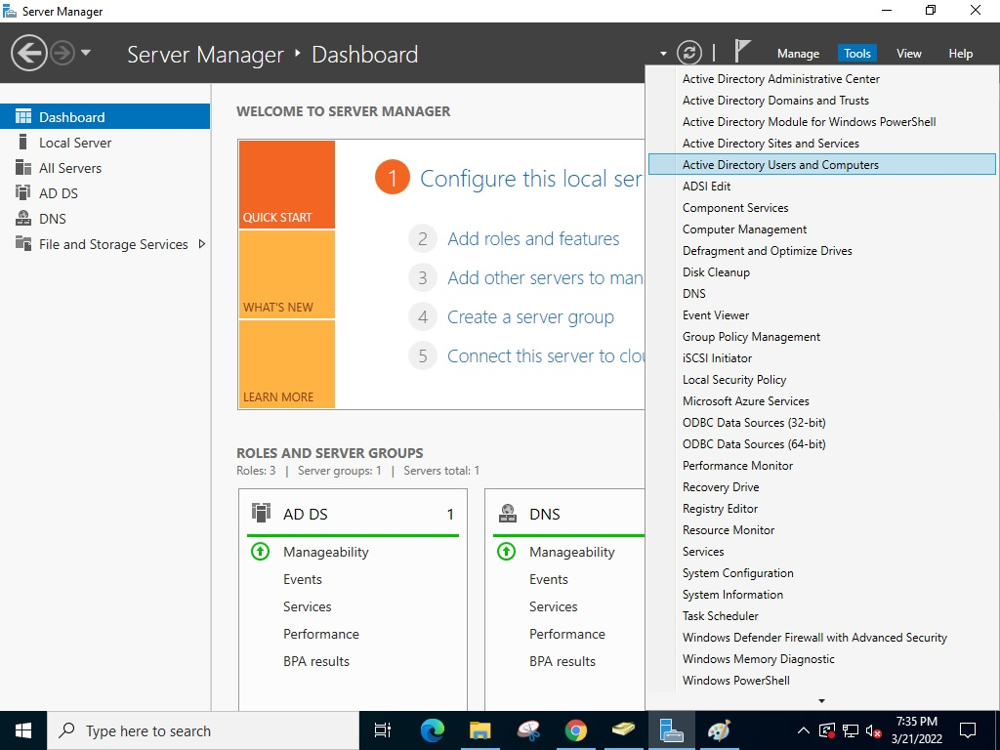 Server Manager
Server Manager • Dashboard
Manage Tools View Help
Dashboard
Local Server
All Servers
AD DS
DNS
File and Storage Services
WELCOME TO SERVER MANAGER
QUICK START
WHAT'S NEW
LEARN MORE
1 Configure this local ser
2 Add roles and features
3 Add other servers to man
4 Create a server group
5 Connect this server to clou
ROLES AND SERVER GROUPS
Roles: 3 | Server groups: 1 | Servers total: 1
AD DS 1
Manageability
Events
Services
Performance
BPA results
DNS
Manageability
Events
Services
Performance
BPA results
Active Directory Administrative Center
Active Directory Domains and Trusts
Active Directory Module for Windows PowerShell
Active Directory Sites and Services
Active Directory Users and Computers
ADSI Edit
Component Services
Computer Management
Defragment and Optimize Drives
Disk Cleanup
DNS
Event Viewer
Group Policy Management
iSCSI Initiator
Local Security Policy
Microsoft Azure Services
ODBC Data Sources (32-bit)
ODBC Data Sources (64-bit)
Performance Monitor
Recovery Drive
Registry Editor
Resource Monitor
Services
System Configuration
System Information
Task Scheduler
Windows Defender Firewall with Advanced Security
Windows Memory Diagnostic
Windows PowerShell
Type here to search
7:35 PM
3/21/2022